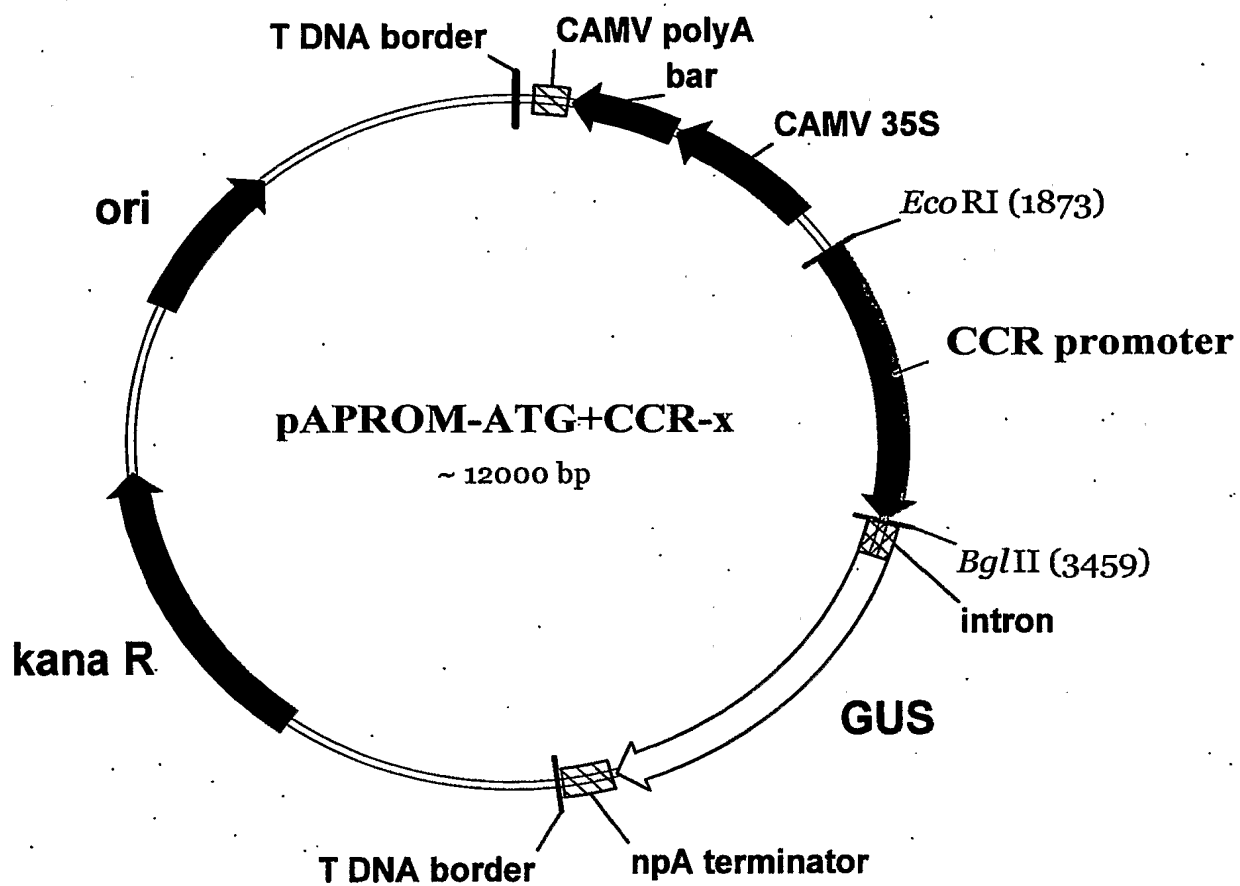 T DNA border
CAMV polyA
bar
CAMV 35S
EcoRI (1873)
CCR promoter
BglII (3459)
intron
GUS
npA terminator
T DNA border
kana R
ori
pAPROM-ATG+CCR-x
~ 12000 bp